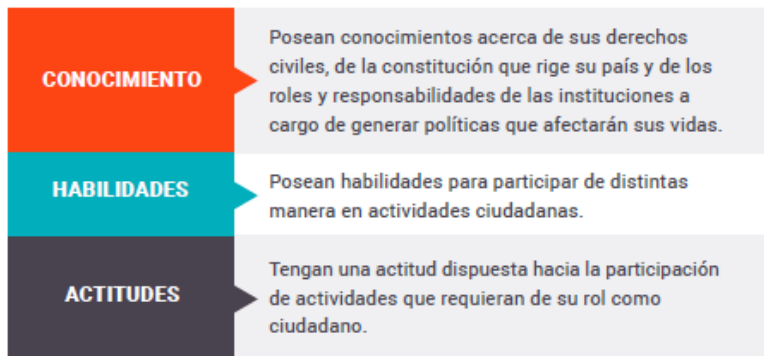 CONOCIMIENTO
Posean conocimientos acerca de sus derechos
civiles, de la constitución que rige su país y de los
roles y responsabilidades de las instituciones a
cargo de generar políticas que afectarán sus vidas.
HABILIDADES
Posean habilidades para participar de distintas
manera en actividades ciudadanas.
ACTITUDES
Tengan una actitud dispuesta hacia la participación
de actividades que requieran de su rol como
ciudadano.